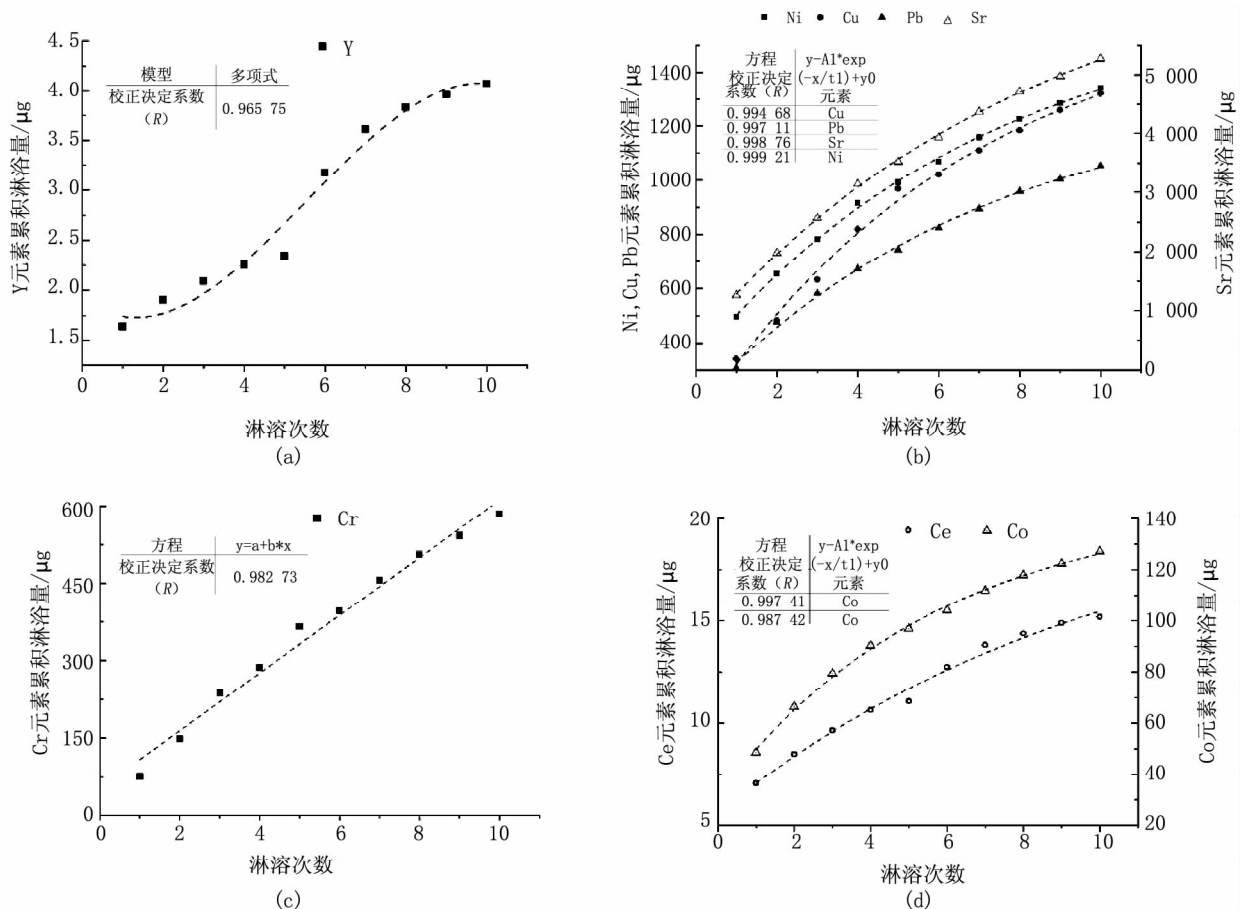 Y
模型 多项式
校正决定系数
(R) 0.965 75
4.5
4.0
3.5
3.0
2.5
2.0
1.5
Y元素累积淋浴量/μg
0 2 4 6 8 10
淋溶次数
(a)
Ni Cu Pb Sr
方程 y-A1*exp
校正决定 (-x/t1)+y0
系数(R) 元素
0.994 68 Cu
0.997 11 Pb
0.998 76 Sr
0.999 21 Ni
1400
1200
1000
800
600
400
Ni,Cu,Pb元素累积淋浴量/μg
5 000
4 000
3 000
2 000
1 000
0
Sr元素累积淋浴量/μg
0 2 4 6 8 10
淋溶次数
(b)
Cr
方程 y=a+b*x
校正决定系数
(R) 0.982 73
600
450
300
150
0
Cr元素累积淋浴量/μg
0 2 4 6 8 10
淋溶次数
(c)
Ce Co
方程 y-A1*exp
校正决定 (-x/t1)+y0
系数(R) 元素
0.997 41 Co
0.987 42 Co
20
15
10
5
Ce元素累积淋浴量/μg
140
120
100
80
60
40
20
Co元素累积淋浴量/μg
0 2 4 6 8 10
淋溶次数
(d)